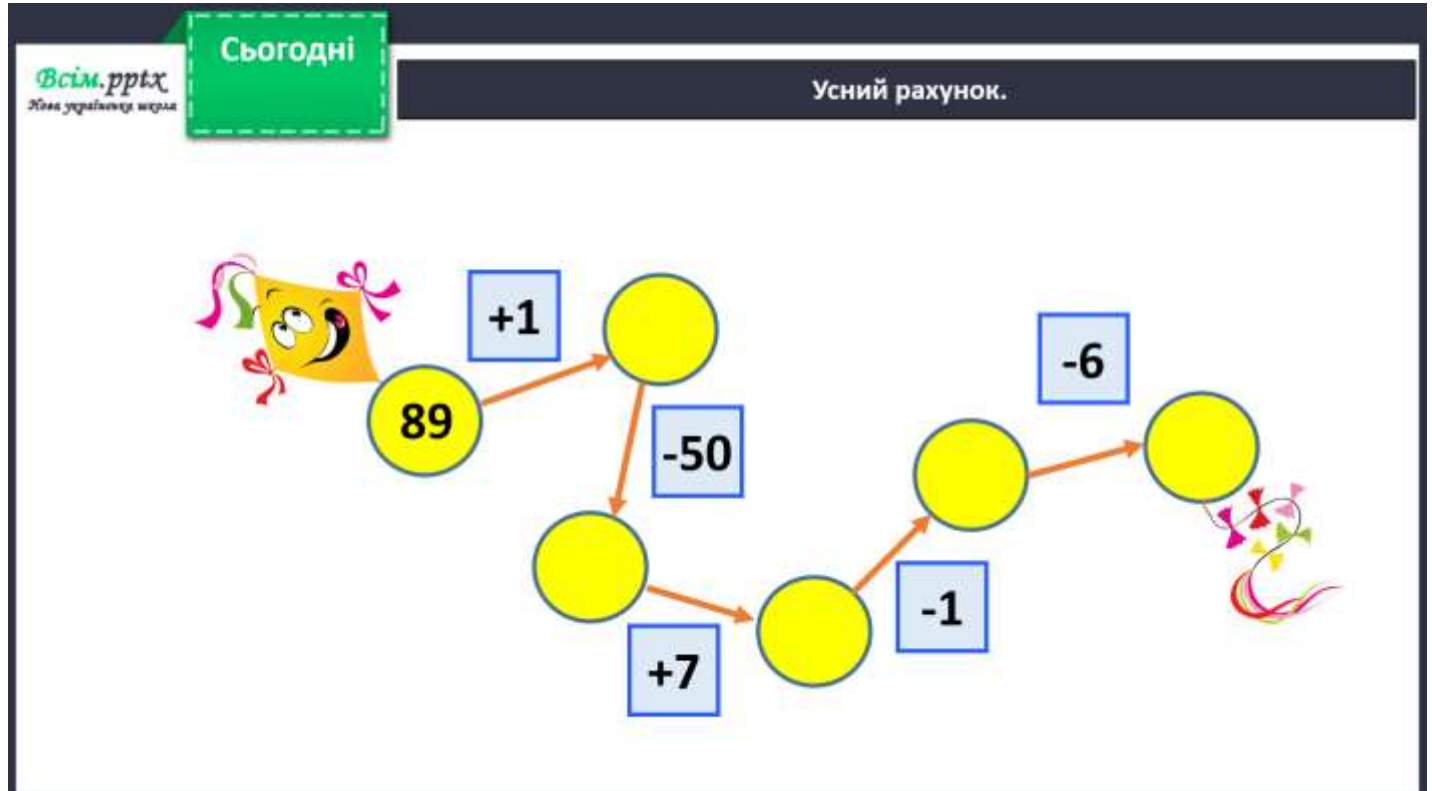 Сьогодні
Всім.pptx
Нова українська школа
Усний рахунок.
+1
89
-50
-6
+7
-1